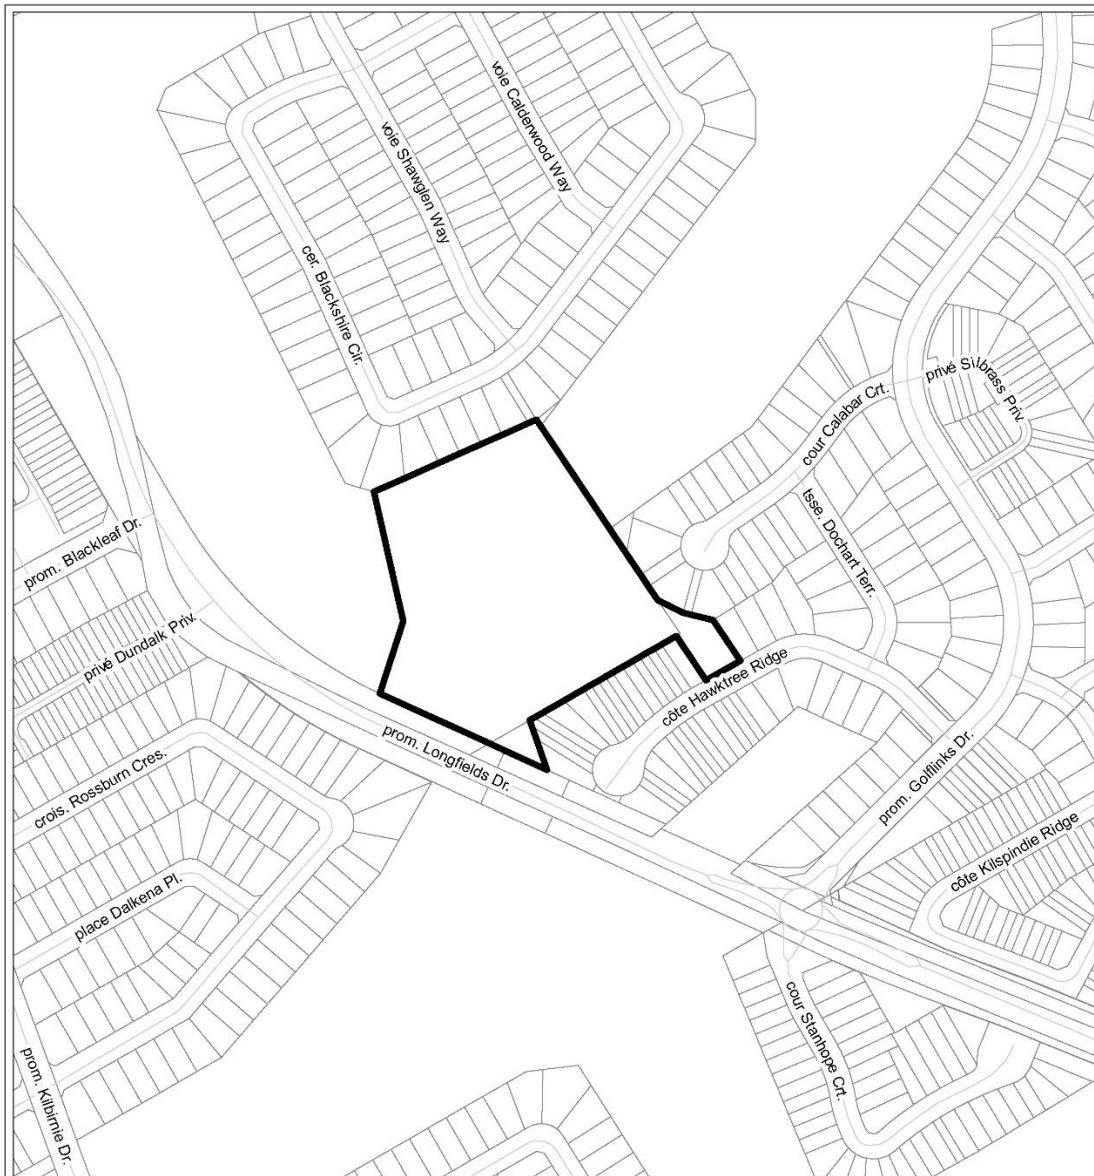 voie Calderwood Way
voie Shawglen Way
cer. Blackshire Cir.
privé Silbrass Priv.
cour Calabar Crt.
tsse. Dochart Terr.
prom. Blackleaf Dr.
privé Dundalk Priv.
côte Hawktree Ridge
prom. Longfields Dr.
prom. Golflinks Dr.
crois. Rossburn Cres.
côte Kilspindie Ridge
place Dalkena Pl.
cour Stanhope Crt.
prom. Kilbirnie Dr.